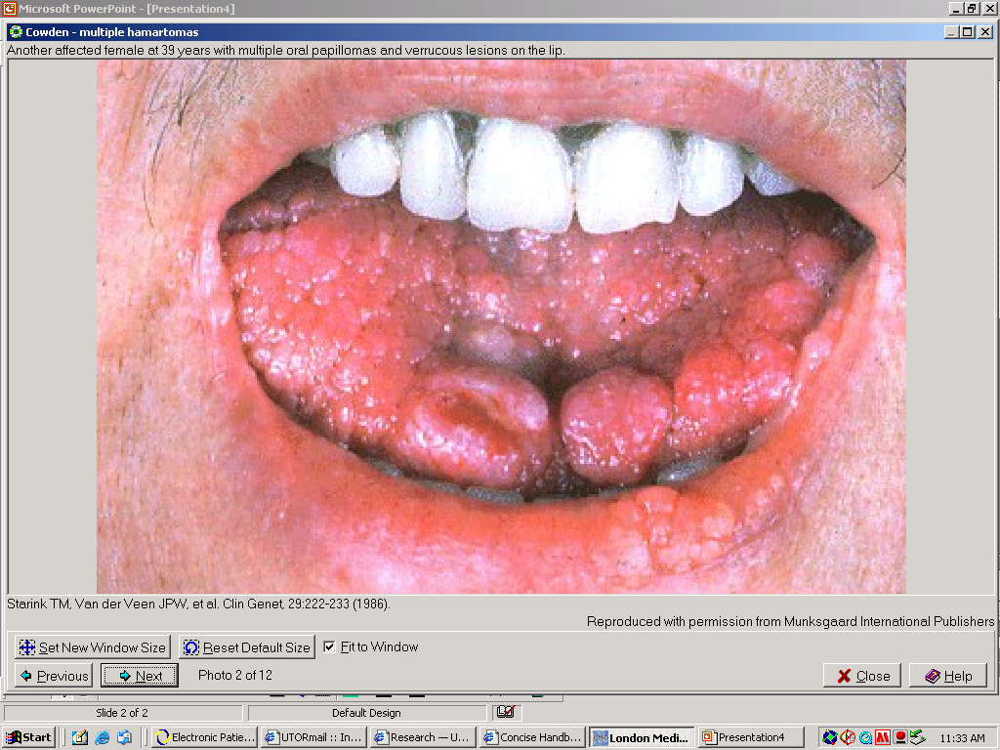 Microsoft PowerPoint - [Presentation4]
Cowden - multiple hamartomas
Another affected female at 39 years with multiple oral papillomas and verrucous lesions on the lip.
Starink TM, Van der Veen JPW, et al. Clin Genet, 29:222-233 (1986).
Reproduced with permission from Munksgaard International Publishers
Set New Window Size Reset Default Size Fit to Window
Previous Next Photo 2 of 12 Close Help
Slide 2 of 2 Default Design
Start Electronic Patie... UTORmail :: In... Research — U... Concise Handb... London Medi... Presentation4 11:33 AM